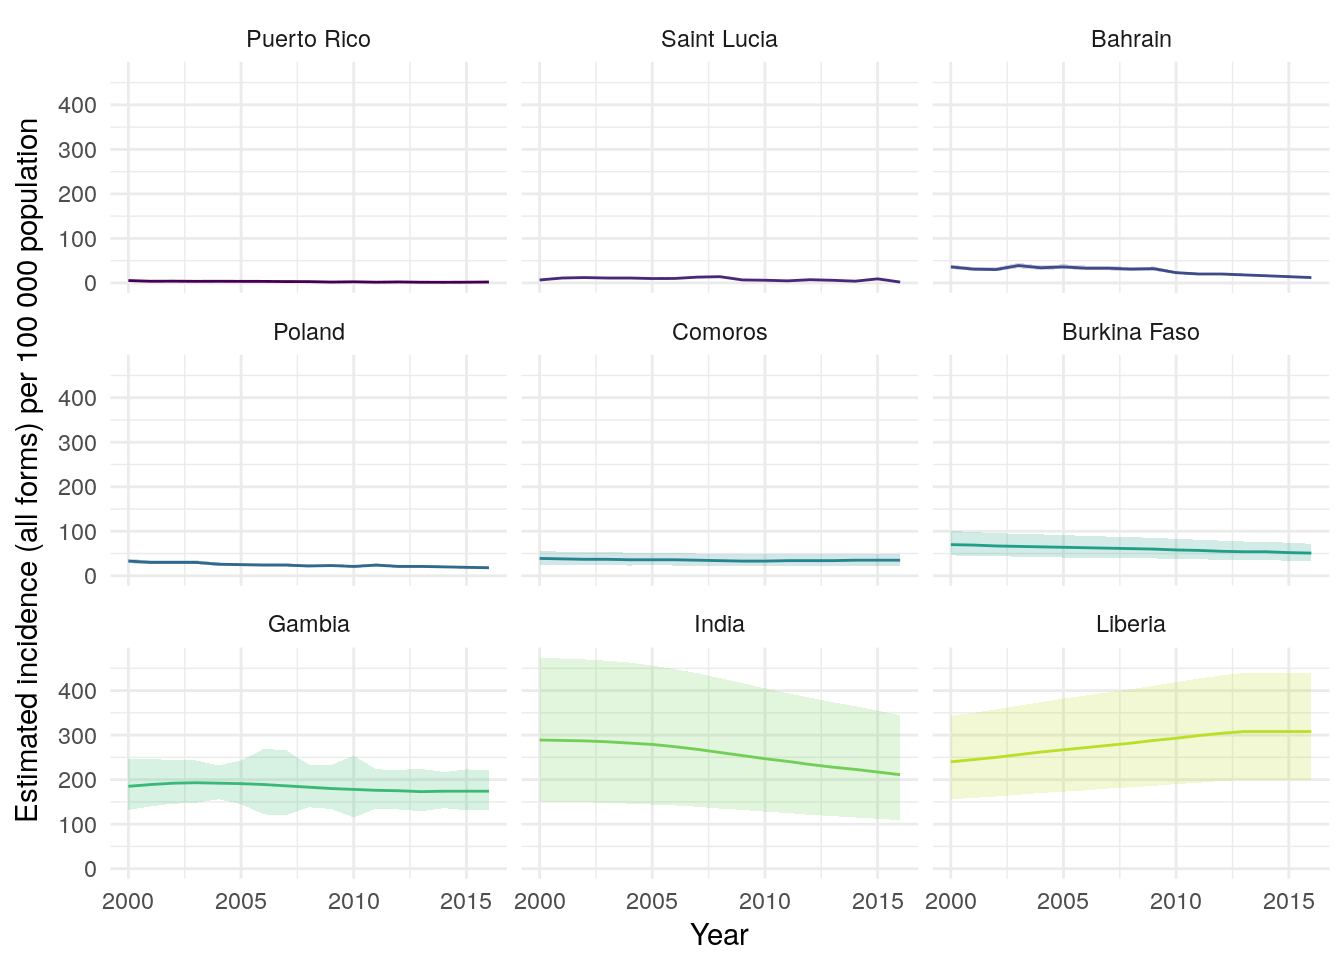 Puerto Rico
Saint Lucia
Bahrain
400
300
200
100
0
Poland
Comoros
Burkina Faso
400
300
200
100
0
Gambia
India
Liberia
400
300
200
100
0
2000 2005 2010 2015
2000 2005 2010 2015
2000 2005 2010 2015
Year
Estimated incidence (all forms) per 100 000 population